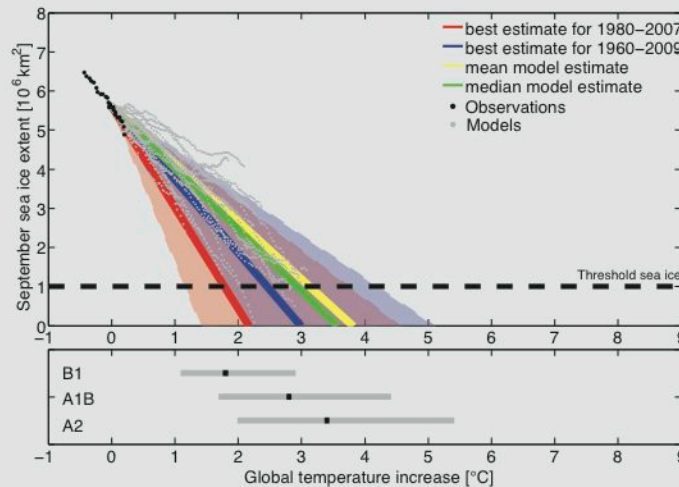 8
7
6
5
4
3
2
1
0
September sea ice extent [10⁶km²]
best estimate for 1980–2007
best estimate for 1960–2009
mean model estimate
median model estimate
Observations
Models
Threshold sea ice
–1 0 1 2 3 4 5 6 7 8 9
B1
A1B
A2
–1 0 1 2 3 4 5 6 7 8 9
Global temperature increase [°C]